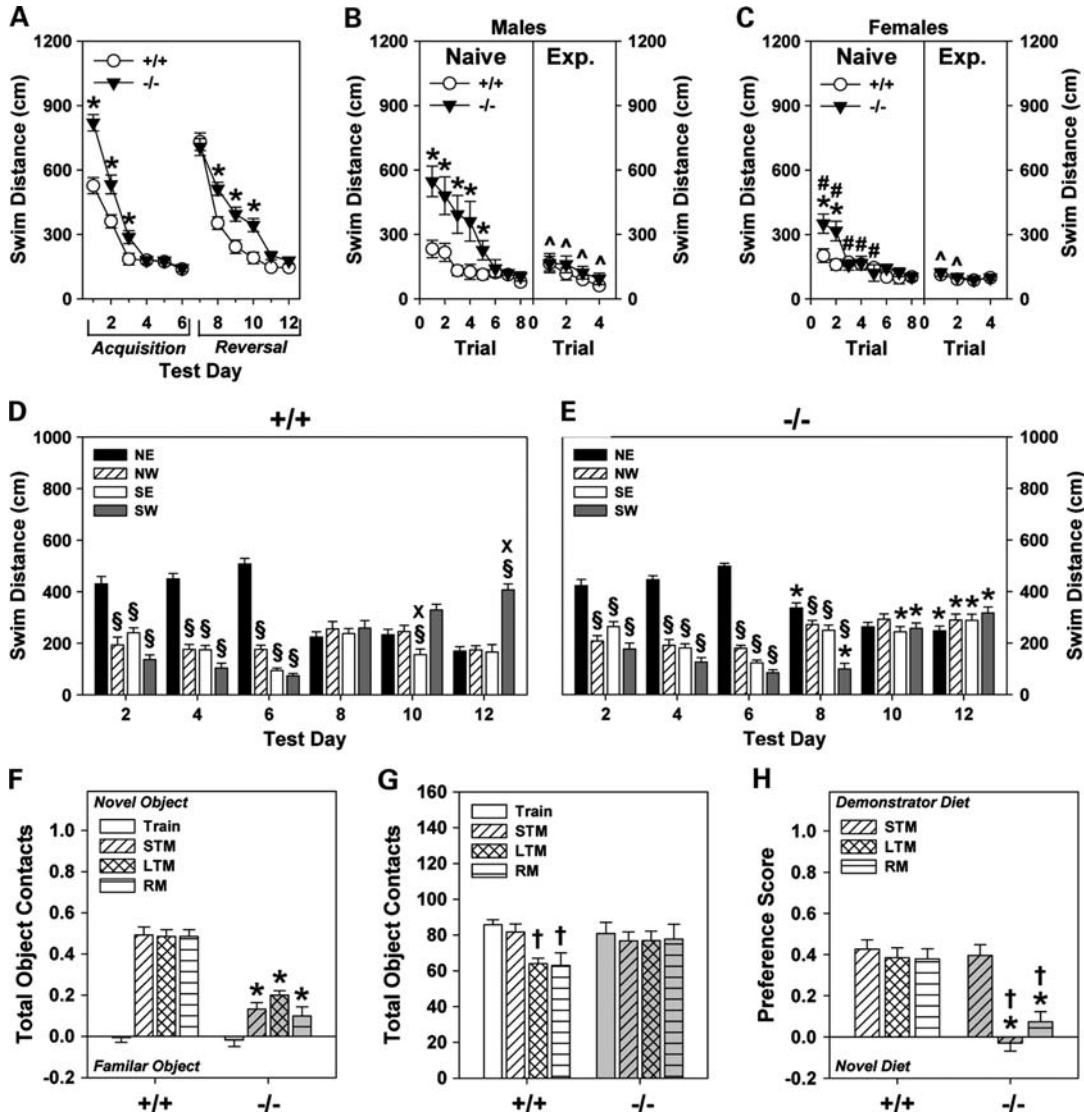 A
Swim Distance (cm)
1200
900
600
300
0
+/+
-/-
*
*
*
*
*
*
2 4 6 8 10 12
Acquisition Reversal
Test Day
B
Males
Swim Distance (cm)
1200
900
600
300
0
Naive Exp.
+/+
-/-
* * * * *
^ ^ ^ ^
0 2 4 6 8 0 2 4
Trial Trial
C
Females
Naive Exp.
+/+
-/-
# #
* *
## #
^ ^
0 2 4 6 8 0 2 4
Trial Trial
1200
900
600
300
0
Swim Distance (cm)
D
+/+
Swim Distance (cm)
1000
800
600
400
200
0
NE
NW
SE
SW
§ § §
§ § §
§ § §
X
§
X
§
2 4 6 8 10 12
Test Day
E
-/-
NE
NW
SE
SW
§ § §
§ § §
§ § §
* § § §
*
* *
* * * *
2 4 6 8 10 12
Test Day
1000
800
600
400
200
0
Swim Distance (cm)
F
Total Object Contacts
1.0
0.8
0.6
0.4
0.2
0.0
-0.2
Novel Object
Train
STM
LTM
RM
* * *
Familar Object
+/+ -/-
G
Total Object Contacts
160
140
120
100
80
60
40
20
0
Train
STM
LTM
RM
† †
+/+ -/-
H
Preference Score
1.0
0.8
0.6
0.4
0.2
0.0
-0.2
Demonstrator Diet
STM
LTM
RM
† †
* *
Novel Diet
+/+ -/-